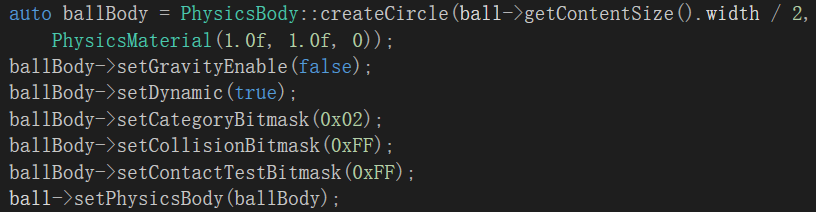 auto ballBody = PhysicsBody::createCircle(ball->getContentSize().width / 2,
    PhysicsMaterial(1.0f, 1.0f, 0));
ballBody->setGravityEnable(false);
ballBody->setDynamic(true);
ballBody->setCategoryBitmask(0x02);
ballBody->setCollisionBitmask(0xFF);
ballBody->setContactTestBitmask(0xFF);
ball->setPhysicsBody(ballBody);